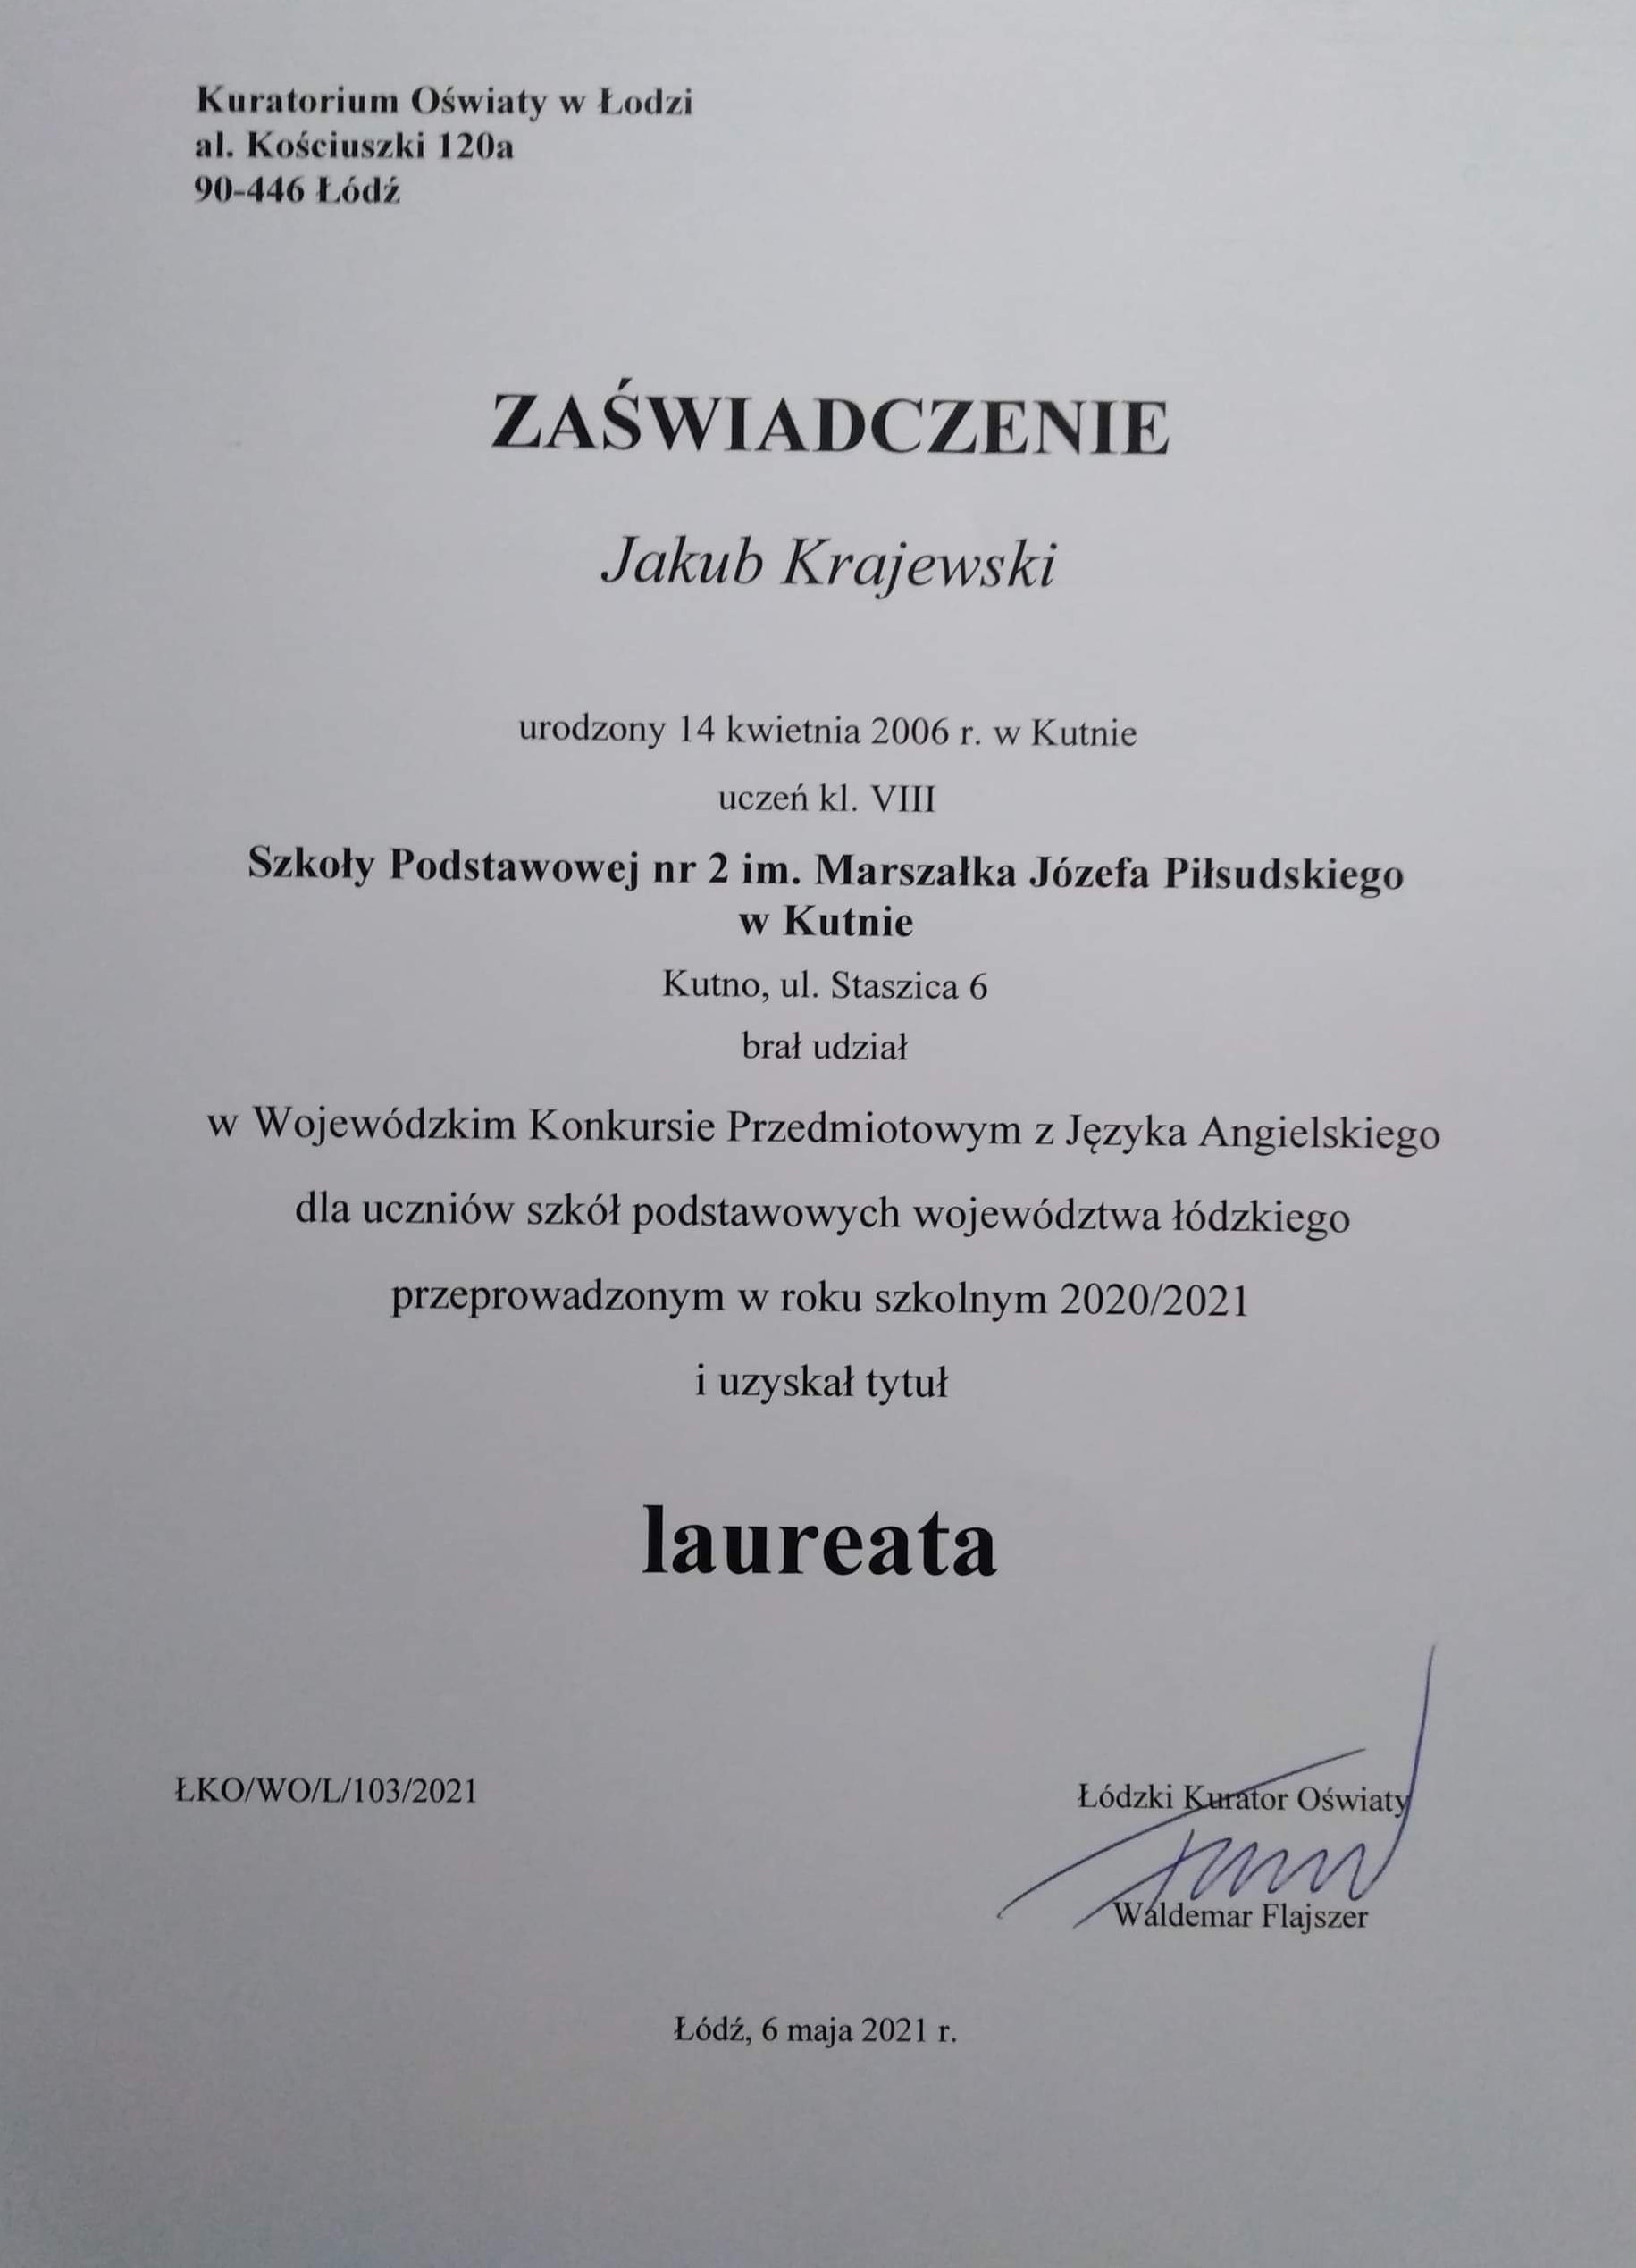 Kuratorium Oświaty w Łodzi
al. Kościuszki 120a
90-446 Łódź
ZAŚWIADCZENIE
Jakub Krajewski
urodzony 14 kwietnia 2006 r. w Kutnie
uczeń kl. VIII
Szkoły Podstawowej nr 2 im. Marszałka Józefa Piłsudskiego
w Kutnie
Kutno, ul. Staszica 6
brał udział
w Wojewódzkim Konkursie Przedmiotowym z Języka Angielskiego
dla uczniów szkół podstawowych województwa łódzkiego
przeprowadzonym w roku szkolnym 2020/2021
i uzyskał tytuł
laureata
ŁKO/WO/L/103/2021
Łódzki Kurator Oświaty
Waldemar Flajszer
Łódź, 6 maja 2021 r.